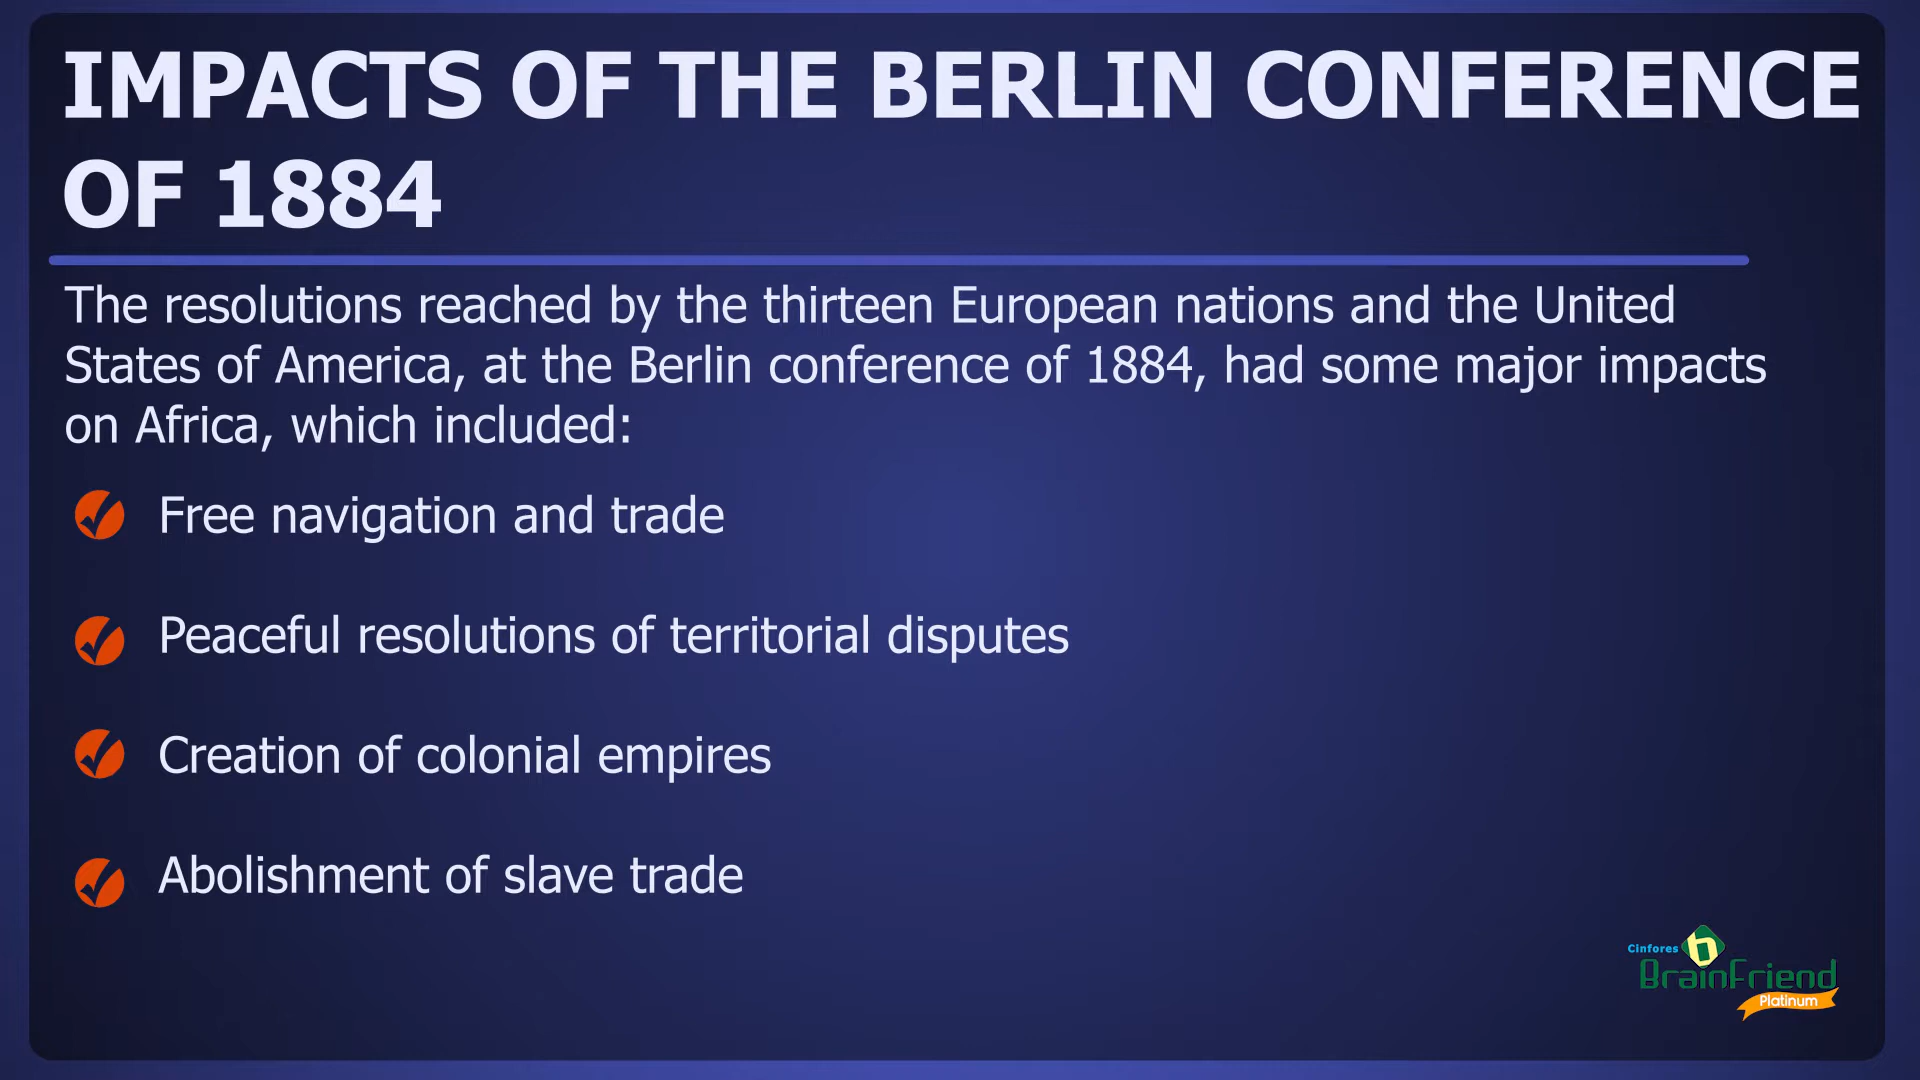 IMPACTS OF THE BERLIN CONFERENCE
OF 1884
The resolutions reached by the thirteen European nations and the United
States of America, at the Berlin conference of 1884, had some major impacts
on Africa, which included:
Free navigation and trade
Peaceful resolutions of territorial disputes
Creation of colonial empires
Abolishment of slave trade
Cinfores
BrainFriend
Platinum